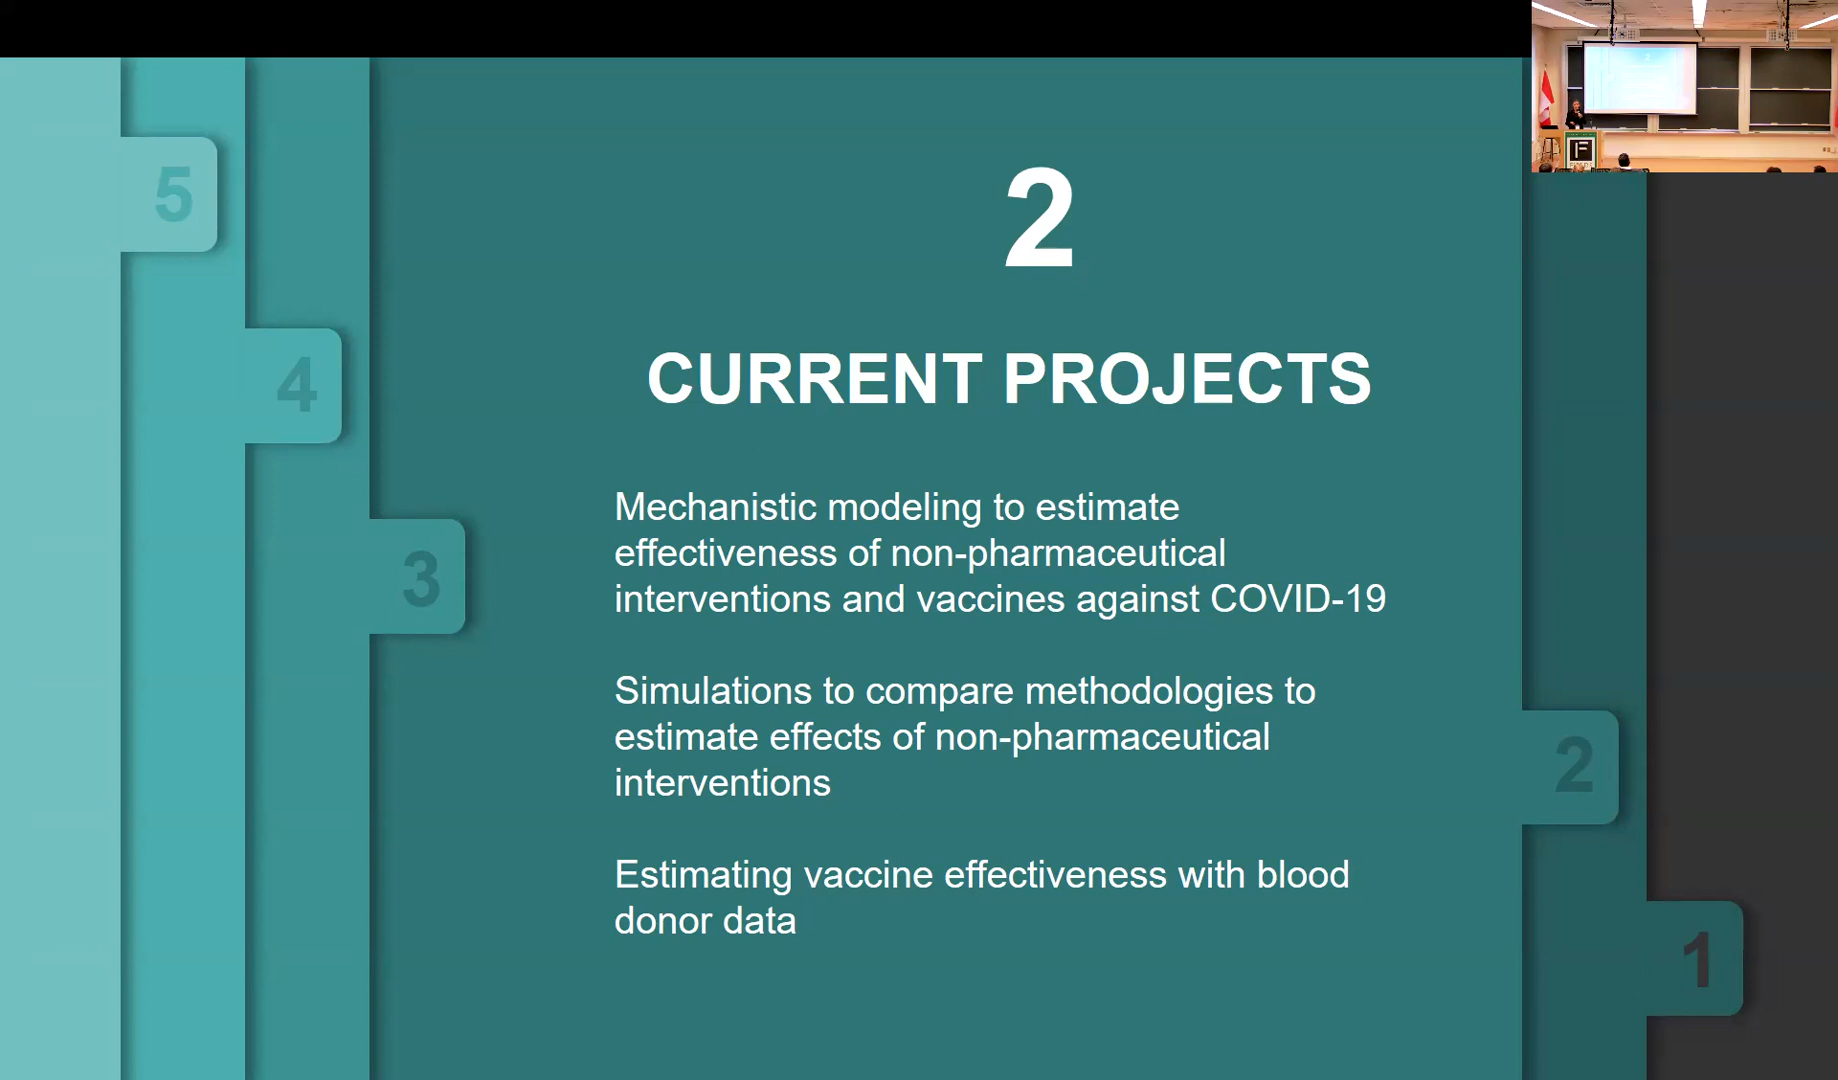 2
CURRENT PROJECTS
Mechanistic modeling to estimate
effectiveness of non-pharmaceutical
interventions and vaccines against COVID-19
Simulations to compare methodologies to
estimate effects of non-pharmaceutical
interventions
Estimating vaccine effectiveness with blood
donor data
5
4
3
2
1
2
F